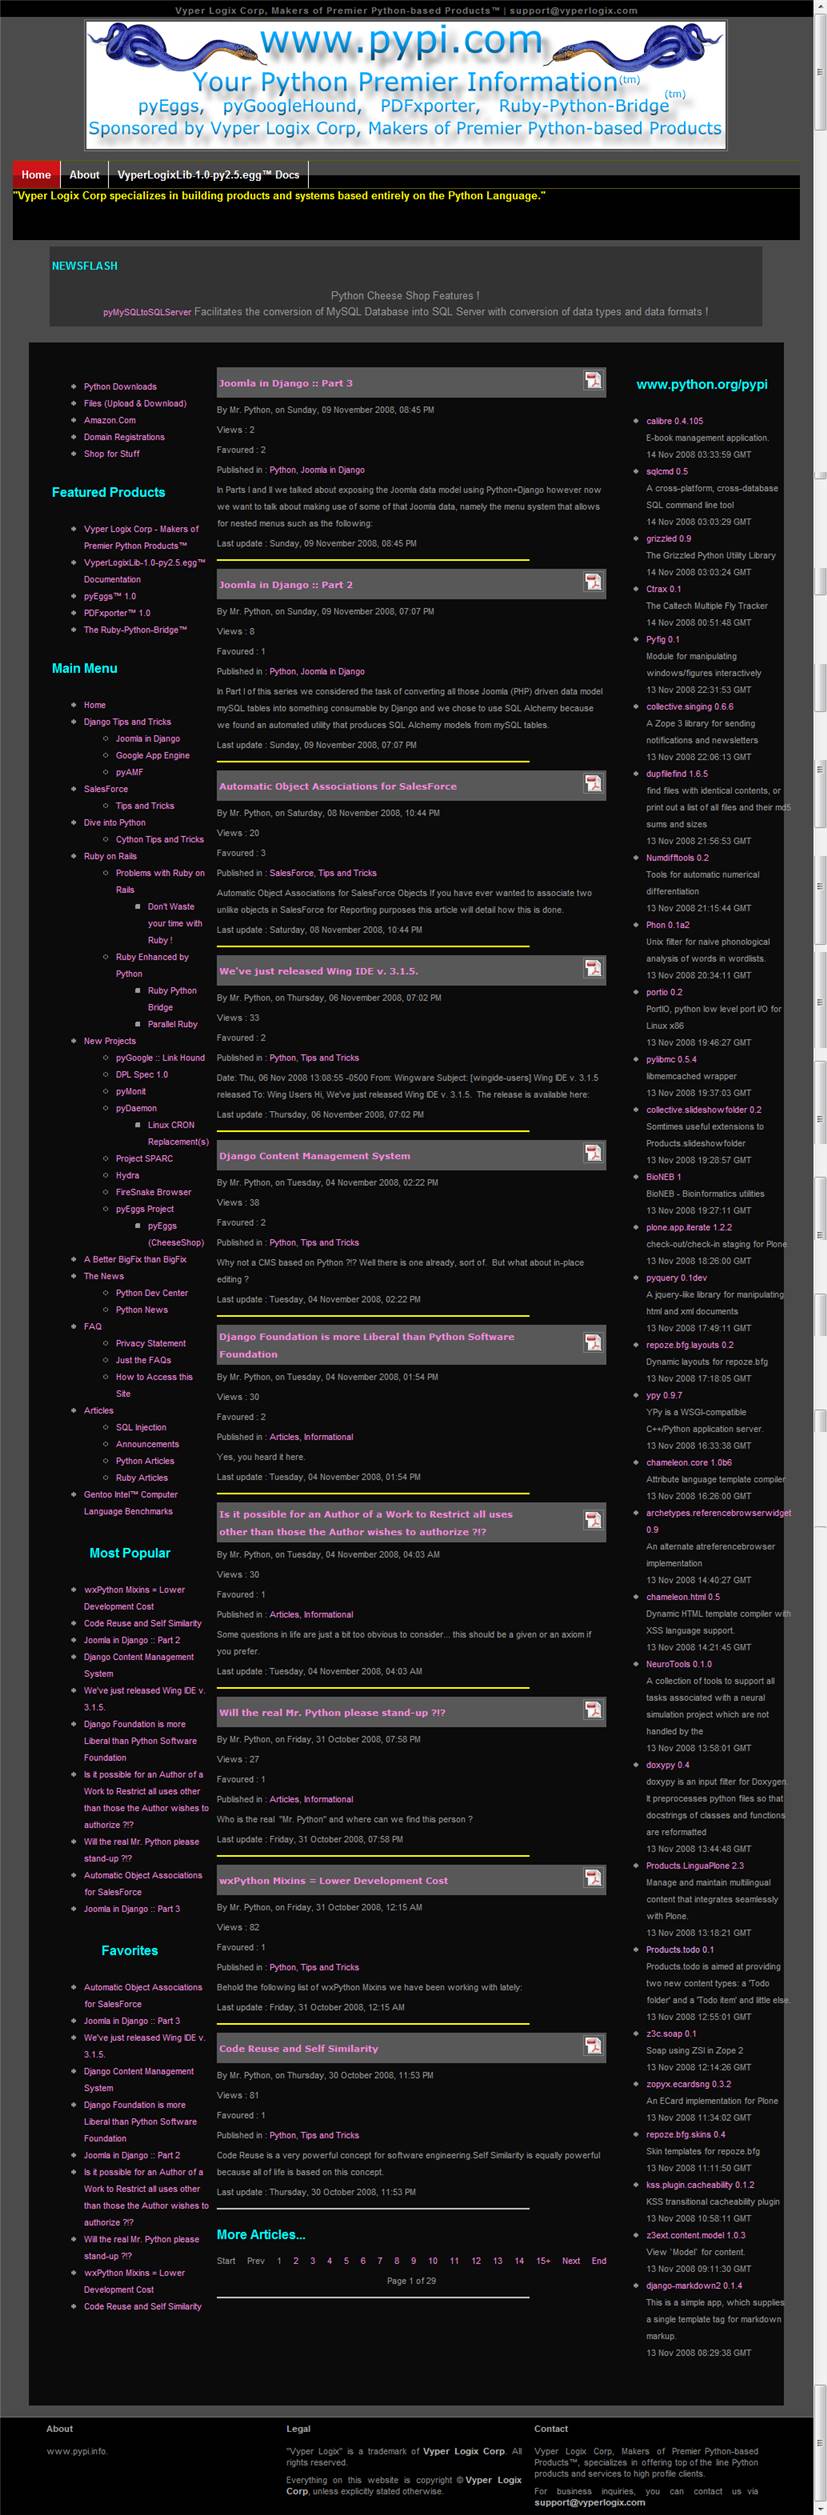 Vyper Logix Corp, Makers of Premier Python-based Products™ | support@vyperlogix.com
www.pypi.com
Your Python Premier Information(tm)
pyEggs, pyGoogleHound, PDFxporter, Ruby-Python-Bridge (tm)
Sponsored by Vyper Logix Corp, Makers of Premier Python-based Products
Home About VyperLogixLib-1.0-py2.5.egg™ Docs
"Vyper Logix Corp specializes in building products and systems based entirely on the Python Language."
NEWSFLASH
Python Cheese Shop Features !
pyMySQLtoSQLServer Facilitates the conversion of MySQL Database into SQL Server with conversion of data types and data formats !
Python Downloads
Files (Upload & Download)
Amazon.Com
Domain Registrations
Shop for Stuff
Featured Products
Vyper Logix Corp - Makers of
Premier Python Products™
VyperLogixLib-1.0-py2.5.egg™
Documentation
pyEggs™ 1.0
PDFxporter™ 1.0
The Ruby-Python-Bridge™
Main Menu
Home
Django Tips and Tricks
Joomla in Django
Google App Engine
pyAMF
SalesForce
Tips and Tricks
Dive into Python
Cython Tips and Tricks
Ruby on Rails
Problems with Ruby on
Rails
Don't Waste
your time with
Ruby !
Ruby Enhanced by
Python
Ruby Python
Bridge
Parallel Ruby
New Projects
pyGoogle :: Link Hound
DPL Spec 1.0
pyMonit
pyDaemon
Linux CRON
Replacement(s)
Project SPARC
Hydra
FireSnake Browser
pyEggs Project
pyEggs
(CheeseShop)
A Better BigFix than BigFix
The News
Python Dev Center
Python News
FAQ
Privacy Statement
Just the FAQs
How to Access this
Site
Articles
SQL Injection
Announcements
Python Articles
Ruby Articles
Gentoo Intel™ Computer
Language Benchmarks
Most Popular
wxPython Mixins = Lower
Development Cost
Code Reuse and Self Similarity
Joomla in Django :: Part 2
Django Content Management
System
We've just released Wing IDE v.
3.1.5.
Django Foundation is more
Liberal than Python Software
Foundation
Is it possible for an Author of a
Work to Restrict all uses other
than those the Author wishes to
authorize ?!?
Will the real Mr. Python please
stand-up ?!?
Automatic Object Associations
for SalesForce
Joomla in Django :: Part 3
Favorites
Automatic Object Associations
for SalesForce
Joomla in Django :: Part 3
We've just released Wing IDE v.
3.1.5.
Django Content Management
System
Django Foundation is more
Liberal than Python Software
Foundation
Joomla in Django :: Part 2
Is it possible for an Author of a
Work to Restrict all uses other
than those the Author wishes to
authorize ?!?
Will the real Mr. Python please
stand-up ?!?
wxPython Mixins = Lower
Development Cost
Code Reuse and Self Similarity
Joomla in Django :: Part 3
By Mr. Python, on Sunday, 09 November 2008, 08:45 PM
Views : 2
Favoured : 2
Published in : Python, Joomla in Django
In Parts I and II we talked about exposing the Joomla data model using Python+Django however now
we want to talk about making use of some of that Joomla data, namely the menu system that allows
for nested menus such as the following:
Last update : Sunday, 09 November 2008, 08:45 PM
Joomla in Django :: Part 2
By Mr. Python, on Sunday, 09 November 2008, 07:07 PM
Views : 8
Favoured : 1
Published in : Python, Joomla in Django
In Part I of this series we considered the task of converting all those Joomla (PHP) driven data model
mySQL tables into something consumable by Django and we chose to use SQL Alchemy because
we found an automated utility that produces SQL Alchemy models from mySQL tables.
Last update : Sunday, 09 November 2008, 07:07 PM
Automatic Object Associations for SalesForce
By Mr. Python, on Saturday, 08 November 2008, 10:44 PM
Views : 20
Favoured : 3
Published in : SalesForce, Tips and Tricks
Automatic Object Associations for SalesForce Objects If you have ever wanted to associate two
unlike objects in SalesForce for Reporting purposes this article will detail how this is done.
Last update : Saturday, 08 November 2008, 10:44 PM
We've just released Wing IDE v. 3.1.5.
By Mr. Python, on Thursday, 06 November 2008, 07:02 PM
Views : 33
Favoured : 2
Published in : Python, Tips and Tricks
Date: Thu, 06 Nov 2008 13:08:55 -0500 From: Wingware Subject: [wingide-users] Wing IDE v. 3.1.5
released To: Wing Users Hi, We've just released Wing IDE v. 3.1.5. The release is available here:
Last update : Thursday, 06 November 2008, 07:02 PM
Django Content Management System
By Mr. Python, on Tuesday, 04 November 2008, 02:22 PM
Views : 38
Favoured : 2
Published in : Python, Tips and Tricks
Why not a CMS based on Python ?!? Well there is one already, sort of. But what about in-place
editing ?
Last update : Tuesday, 04 November 2008, 02:22 PM
Django Foundation is more Liberal than Python Software
Foundation
By Mr. Python, on Tuesday, 04 November 2008, 01:54 PM
Views : 30
Favoured : 2
Published in : Articles, Informational
Yes, you heard it here.
Last update : Tuesday, 04 November 2008, 01:54 PM
Is it possible for an Author of a Work to Restrict all uses
other than those the Author wishes to authorize ?!?
By Mr. Python, on Tuesday, 04 November 2008, 04:03 AM
Views : 30
Favoured : 1
Published in : Articles, Informational
Some questions in life are just a bit too obvious to consider... this should be a given or an axiom if
you prefer.
Last update : Tuesday, 04 November 2008, 04:03 AM
Will the real Mr. Python please stand-up ?!?
By Mr. Python, on Friday, 31 October 2008, 07:58 PM
Views : 27
Favoured : 1
Published in : Articles, Informational
Who is the real "Mr. Python" and where can we find this person ?
Last update : Friday, 31 October 2008, 07:58 PM
wxPython Mixins = Lower Development Cost
By Mr. Python, on Friday, 31 October 2008, 12:15 AM
Views : 82
Favoured : 1
Published in : Python, Tips and Tricks
Behold the following list of wxPython Mixins we have been working with lately:
Last update : Friday, 31 October 2008, 12:15 AM
Code Reuse and Self Similarity
By Mr. Python, on Thursday, 30 October 2008, 11:53 PM
Views : 81
Favoured : 1
Published in : Python, Tips and Tricks
Code Reuse is a very powerful concept for software engineering.Self Similarity is equally powerful
because all of life is based on this concept.
Last update : Thursday, 30 October 2008, 11:53 PM
More Articles...
Start Prev 1 2 3 4 5 6 7 8 9 10 11 12 13 14 15+ Next End
Page 1 of 29
www.python.org/pypi
calibre 0.4.105
E-book management application.
14 Nov 2008 03:33:59 GMT
sqlcmd 0.5
A cross-platform, cross-database
SQL command line tool
14 Nov 2008 03:03:29 GMT
grizzled 0.9
The Grizzled Python Utility Library
14 Nov 2008 03:03:24 GMT
Ctrax 0.1
The Caltech Multiple Fly Tracker
14 Nov 2008 00:51:48 GMT
Pyfig 0.1
Module for manipulating
windows/figures interactively
13 Nov 2008 22:31:53 GMT
collective.singing 0.6.6
A Zope 3 library for sending
notifications and newsletters
13 Nov 2008 22:06:13 GMT
dupfilefind 1.6.5
find files with identical contents, or
print out a list of all files and their md5
sums and sizes
13 Nov 2008 21:56:53 GMT
Numdifftools 0.2
Tools for automatic numerical
differentiation
13 Nov 2008 21:15:44 GMT
Phon 0.1a2
Unix filter for naive phonological
analysis of words in wordlists.
13 Nov 2008 20:34:11 GMT
portio 0.2
PortIO, python low level port I/O for
Linux x86
13 Nov 2008 19:46:27 GMT
pylibmc 0.5.4
libmemcached wrapper
13 Nov 2008 19:37:03 GMT
collective.slideshowfolder 0.2
Somtimes useful extensions to
Products.slideshowfolder
13 Nov 2008 19:28:57 GMT
BioNEB 1
BioNEB - Bioinformatics utilities
13 Nov 2008 19:27:11 GMT
plone.app.iterate 1.2.2
check-out/check-in staging for Plone
13 Nov 2008 18:26:00 GMT
pyquery 0.1dev
A jquery-like library for manipulating
html and xml documents
13 Nov 2008 17:49:11 GMT
repoze.bfg.layouts 0.2
Dynamic layouts for repoze.bfg
13 Nov 2008 17:18:05 GMT
ypy 0.9.7
YPy is a WSGI-compatible
C++/Python application server.
13 Nov 2008 16:33:38 GMT
chameleon.core 1.0b6
Attribute language template compiler
13 Nov 2008 16:26:00 GMT
archetypes.referencebrowserwidget
0.9
An alternate atreferencebrowser
implementation
13 Nov 2008 14:40:27 GMT
chameleon.html 0.5
Dynamic HTML template compiler with
XSS language support.
13 Nov 2008 14:21:45 GMT
NeuroTools 0.1.0
A collection of tools to support all
tasks associated with a neural
simulation project which are not
handled by the
13 Nov 2008 13:58:01 GMT
doxypy 0.4
doxypy is an input filter for Doxygen.
It preprocesses python files so that
docstrings of classes and functions
are reformatted
13 Nov 2008 13:44:48 GMT
Products.LinguaPlone 2.3
Manage and maintain multilingual
content that integrates seamlessly
with Plone.
13 Nov 2008 13:18:21 GMT
Products.todo 0.1
Products.todo is aimed at providing
two new content types: a 'Todo
folder' and a 'Todo item' and little else.
13 Nov 2008 12:55:01 GMT
z3c.soap 0.1
Soap using ZSI in Zope 2
13 Nov 2008 12:14:26 GMT
zopyx.ecardsng 0.3.2
An ECard implementation for Plone
13 Nov 2008 11:34:02 GMT
repoze.bfg.skins 0.4
Skin templates for repoze.bfg
13 Nov 2008 11:11:50 GMT
kss.plugin.cacheability 0.1.2
KSS transitional cacheability plugin
13 Nov 2008 10:58:11 GMT
z3ext.content.model 1.0.3
View `Model` for content.
13 Nov 2008 09:11:30 GMT
django-markdown2 0.1.4
This is a simple app, which supplies
a single template tag for markdown
markup.
13 Nov 2008 08:29:38 GMT
About
www.pypi.info.
Legal
"Vyper Logix" is a trademark of Vyper Logix Corp. All
rights reserved.
Everything on this website is copyright © Vyper Logix
Corp, unless explicitly stated otherwise.
Contact
Vyper Logix Corp, Makers of Premier Python-based
Products™, specializes in offering top of the line Python
products and services to high profile clients.
For business inquiries, you can contact us via
support@vyperlogix.com